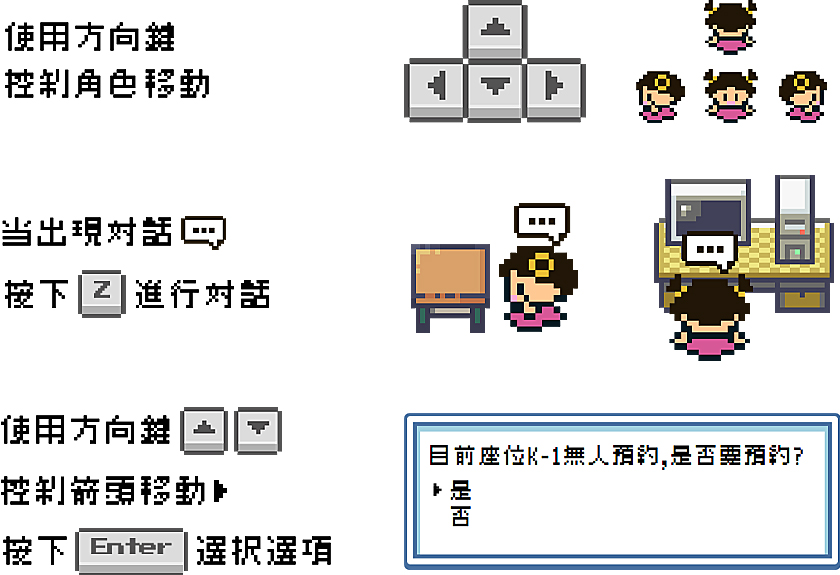 使用方向鍵
控制角色移動
当出現対話
按下 Z 進行対話
使用方向鍵
控制箭頭移動
按下 Enter 選択選項
目前座位K-1無人預約,是否要預約?
是
否